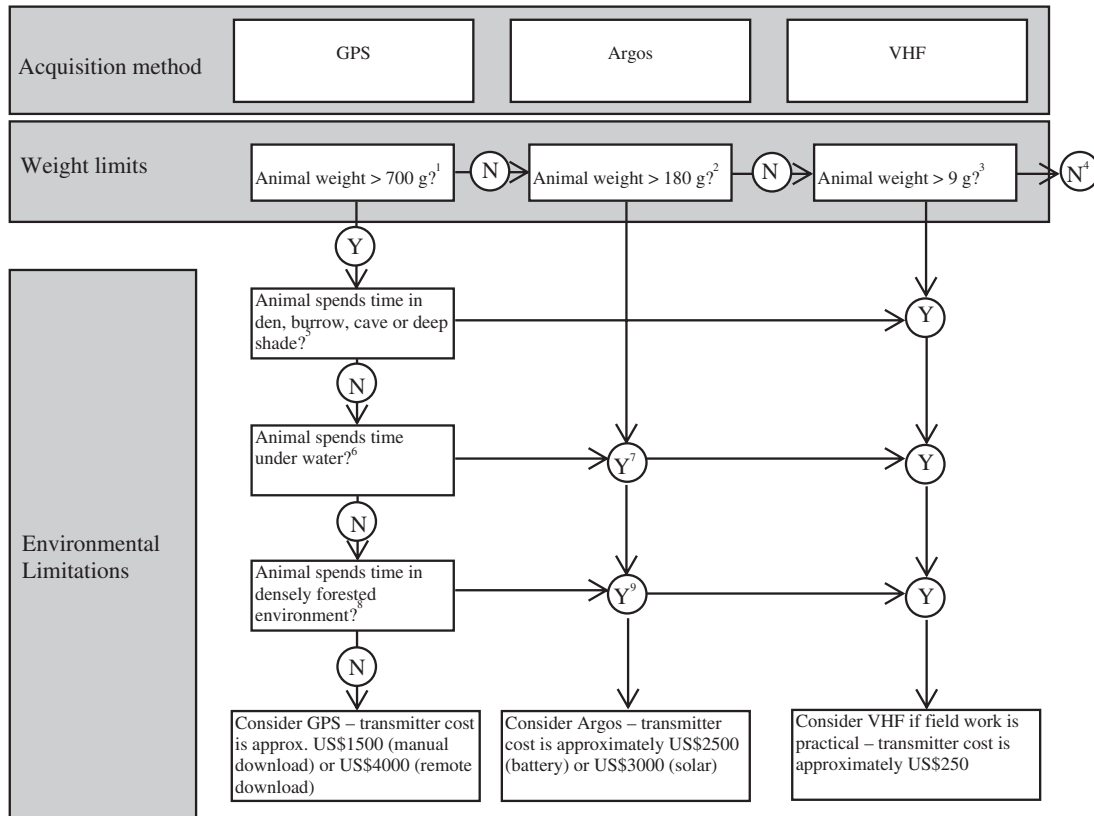 Acquisition method
GPS
Argos
VHF
Weight limits
Animal weight > 700 g?1
N
Animal weight > 180 g?2
N
Animal weight > 9 g?3
N4
Y
Environmental
Limitations
Animal spends time in
den, burrow, cave or deep
shade?5
Y
N
Animal spends time
under water?6
Y7
Y
N
Animal spends time in
densely forested
environment?8
Y9
Y
N
Consider GPS – transmitter cost
is approx. US$1500 (manual
download) or US$4000 (remote
download)
Consider Argos – transmitter
cost is approximately US$2500
(battery) or US$3000 (solar)
Consider VHF if field work is
practical – transmitter cost is
approximately US$250